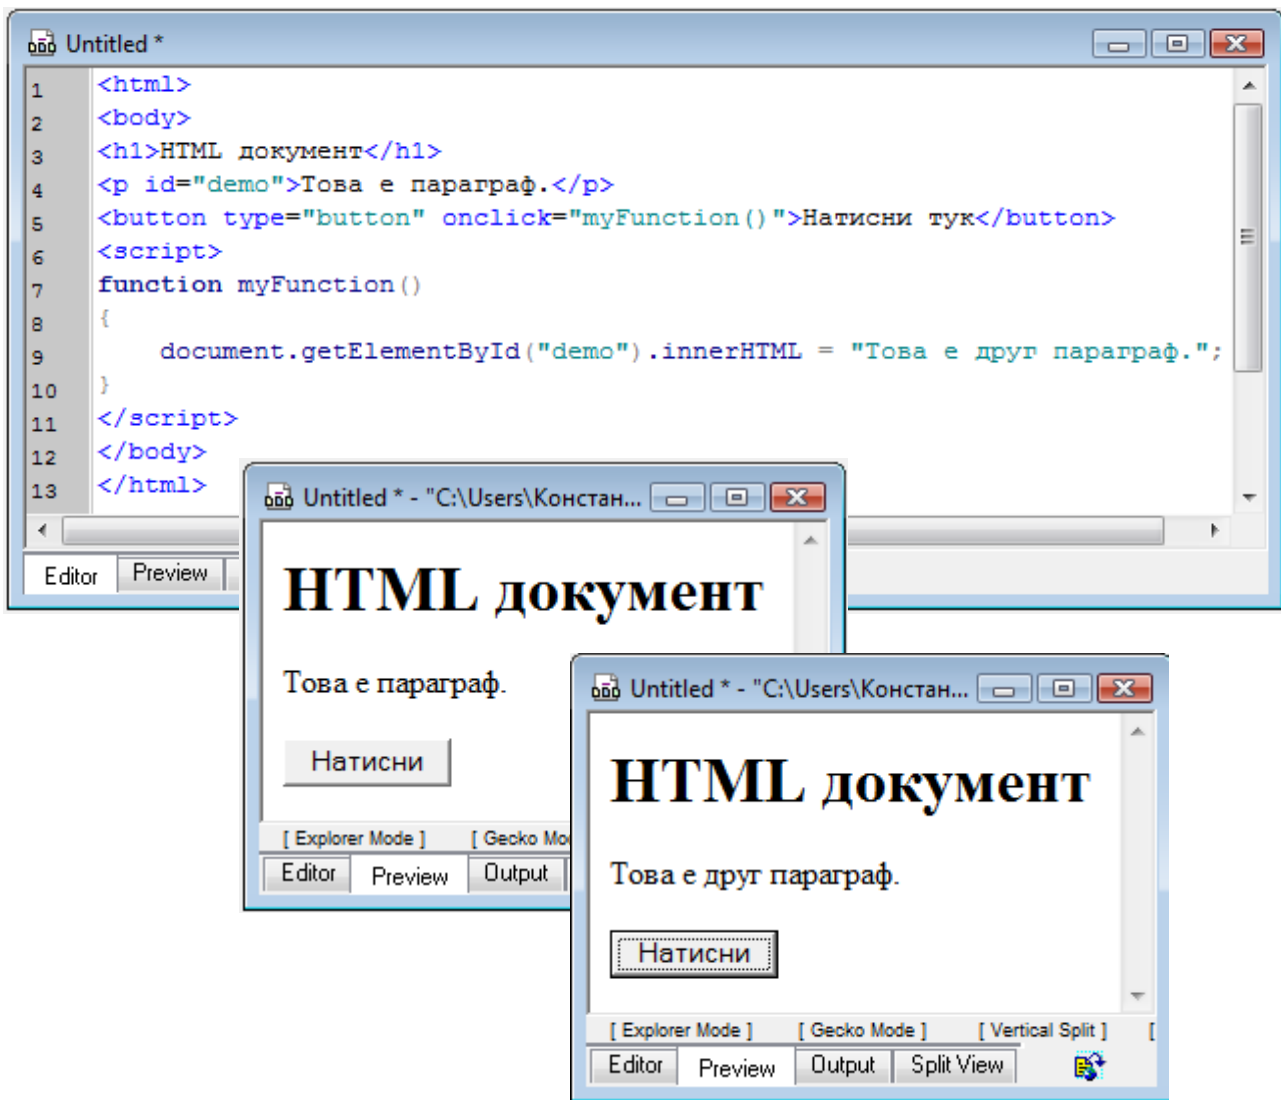 Untitled *
1 <html>
2 <body>
3 <h1>HTML документ</h1>
4 <p id="demo">Това е параграф.</p>
5 <button type="button" onclick="myFunction()">Натисни тук</button>
6 <script>
7 function myFunction()
8 {
9 document.getElementById("demo").innerHTML = "Това е друг параграф.";
10 }
11 </script>
12 </body>
13 </html>
Editor Preview
Untitled * - "C:\Users\Констан...
HTML документ
Това е параграф.
Натисни
[ Explorer Mode ] [ Gecko Mo
Editor Preview Output
Untitled * - "C:\Users\Констан...
HTML документ
Това е друг параграф.
Натисни
[ Explorer Mode ] [ Gecko Mode ] [ Vertical Split ] [
Editor Preview Output Split View